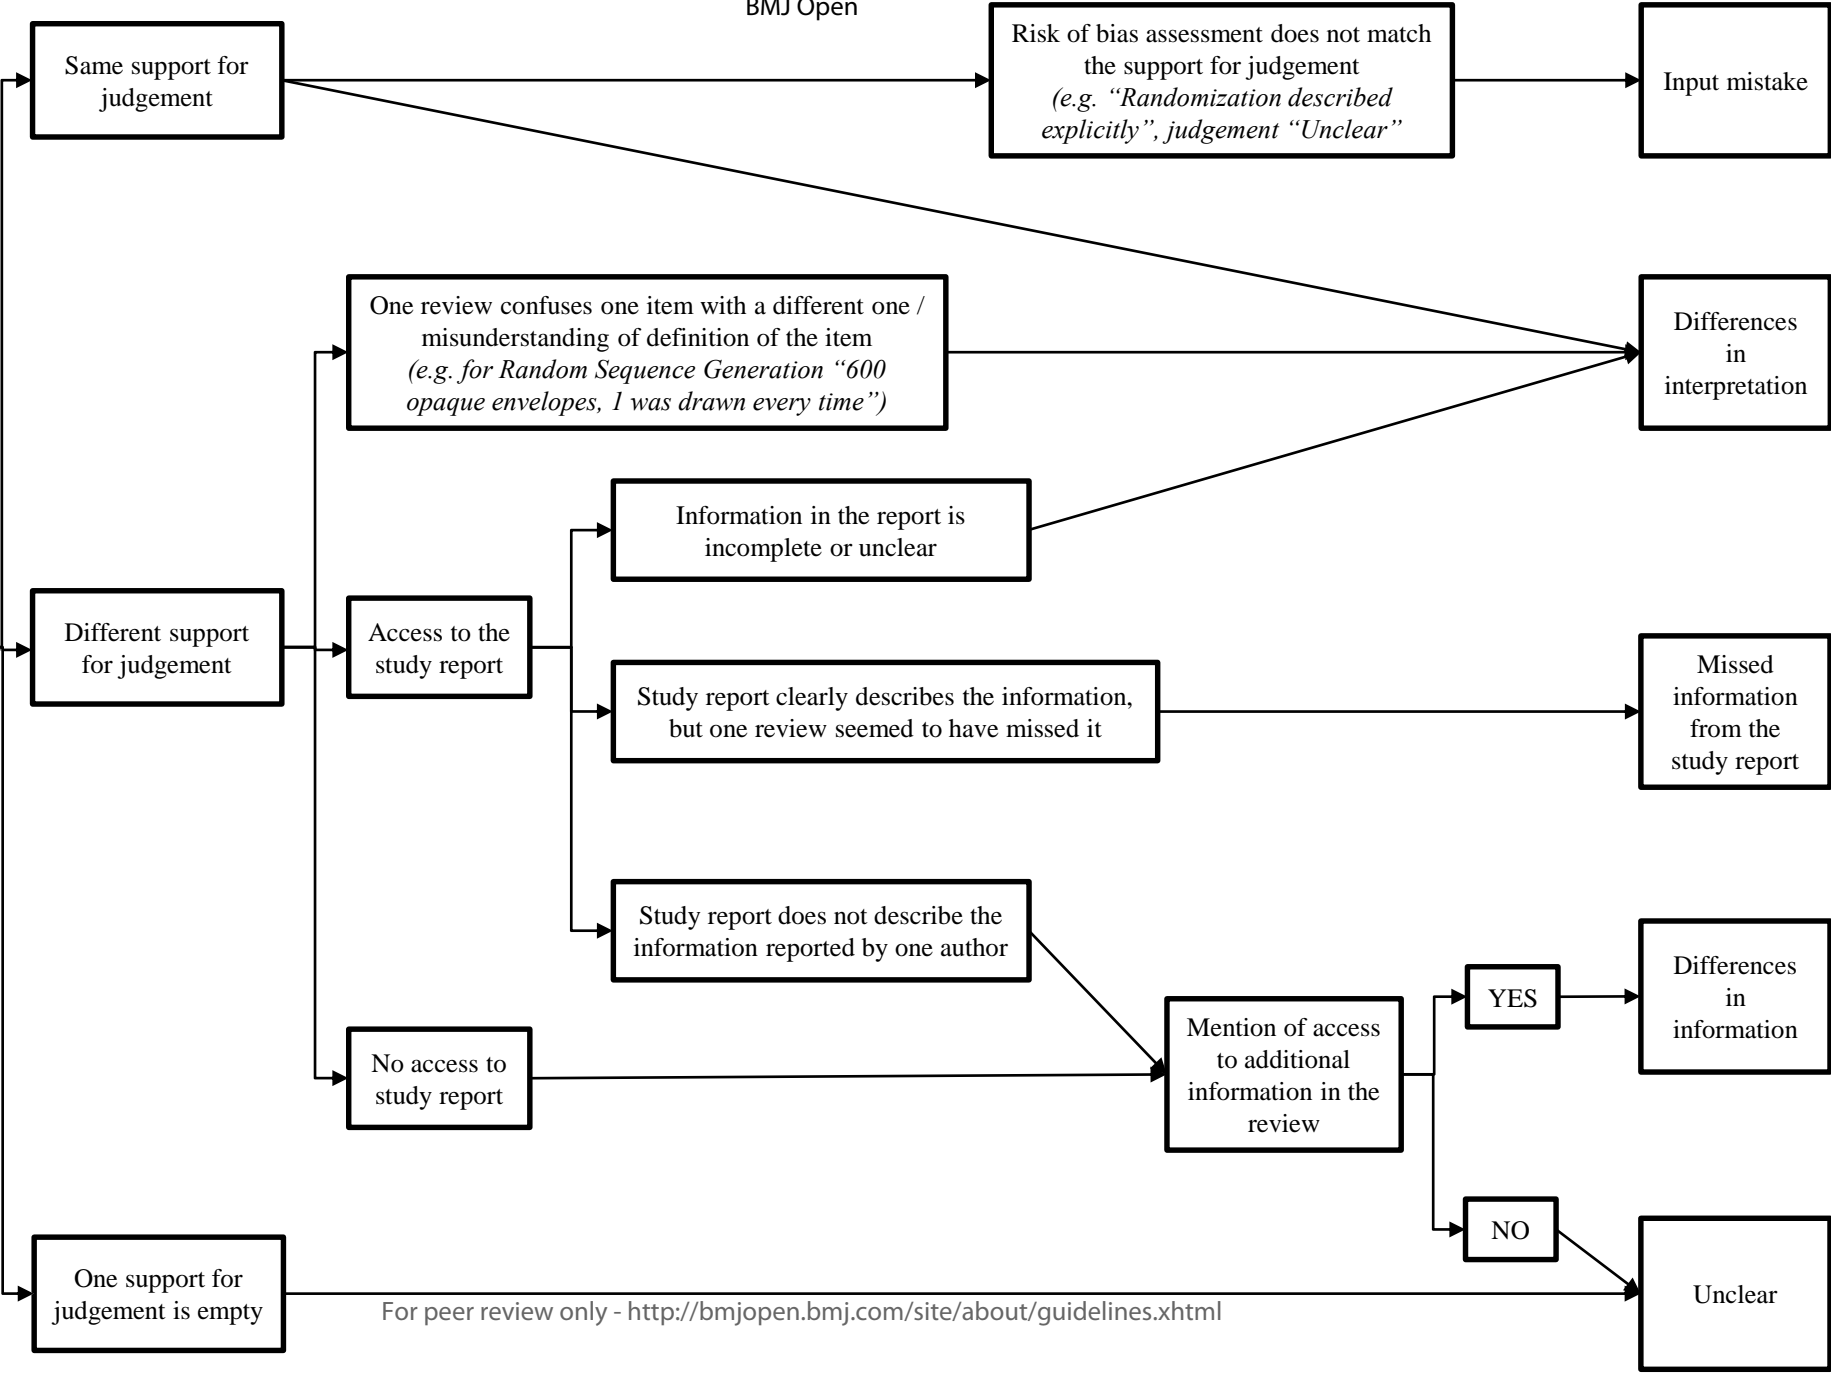 BMJ Open
Same support for
judgement
Risk of bias assessment does not match
the support for judgement
(e.g. “Randomization described
explicitly”, judgement “Unclear”
Input mistake
One review confuses one item with a different one /
misunderstanding of definition of the item
(e.g. for Random Sequence Generation “600
opaque envelopes, 1 was drawn every time”)
Differences
in
interpretation
Information in the report is
incomplete or unclear
Different support
for judgement
Access to the
study report
Study report clearly describes the information,
but one review seemed to have missed it
Missed
information
from the
study report
Study report does not describe the
information reported by one author
No access to
study report
Mention of access
to additional
information in the
review
YES
Differences
in
information
NO
One support for
judgement is empty
Unclear
For peer review only - http://bmjopen.bmj.com/site/about/guidelines.xhtml